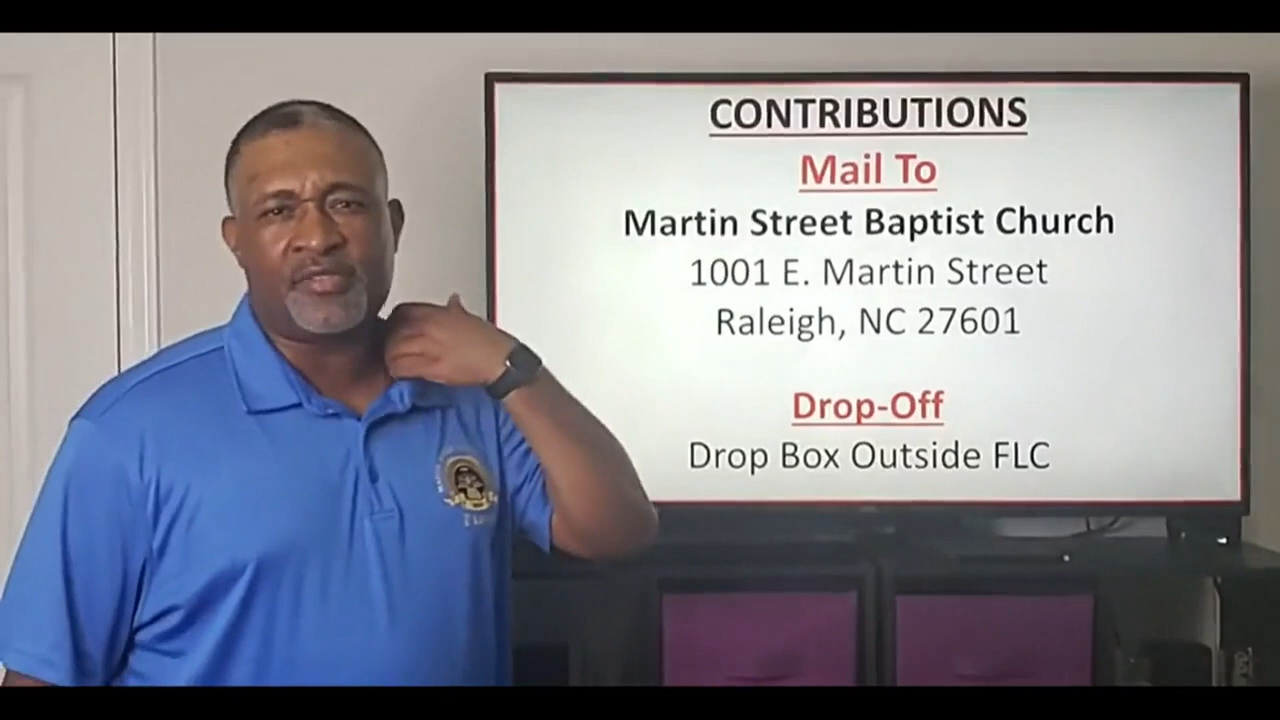 CONTRIBUTIONS
Mail To
Martin Street Baptist Church
1001 E. Martin Street
Raleigh, NC 27601
Drop-Off
Drop Box Outside FLC